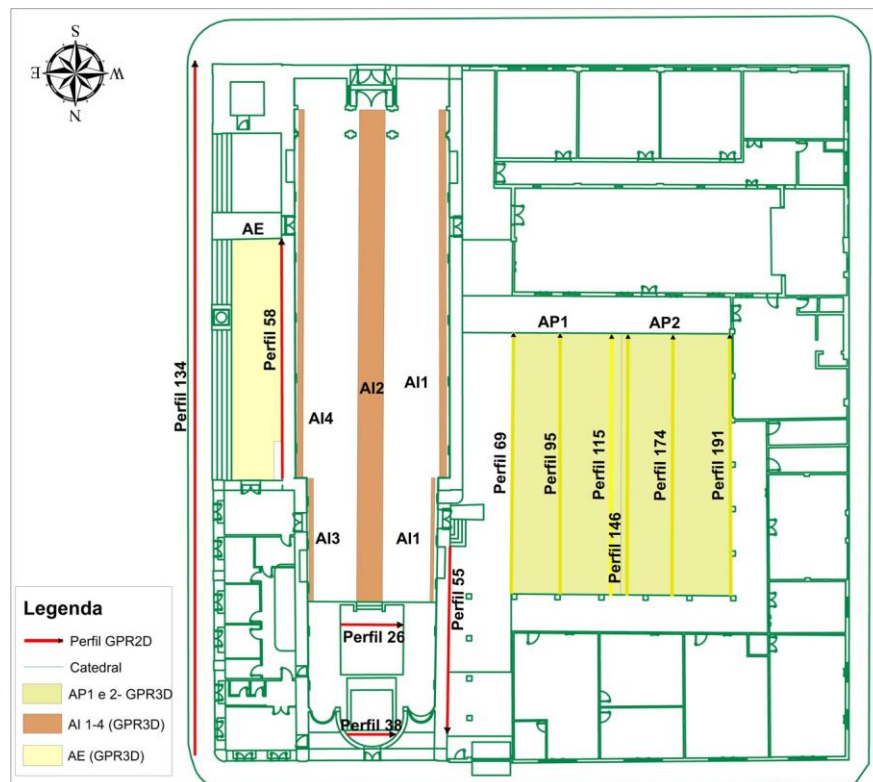 S
E
W
N
AE
Perfil 58
Perfil 134
AI2
AI1
AI4
AI3
AI1
AP1
AP2
Perfil 69
Perfil 95
Perfil 115
Perfil 146
Perfil 174
Perfil 191
Perfil 55
Perfil 26
Perfil 38
Legenda
Perfil GPR2D
Catedral
AP1 e 2- GPR3D
AI 1-4 (GPR3D)
AE (GPR3D)